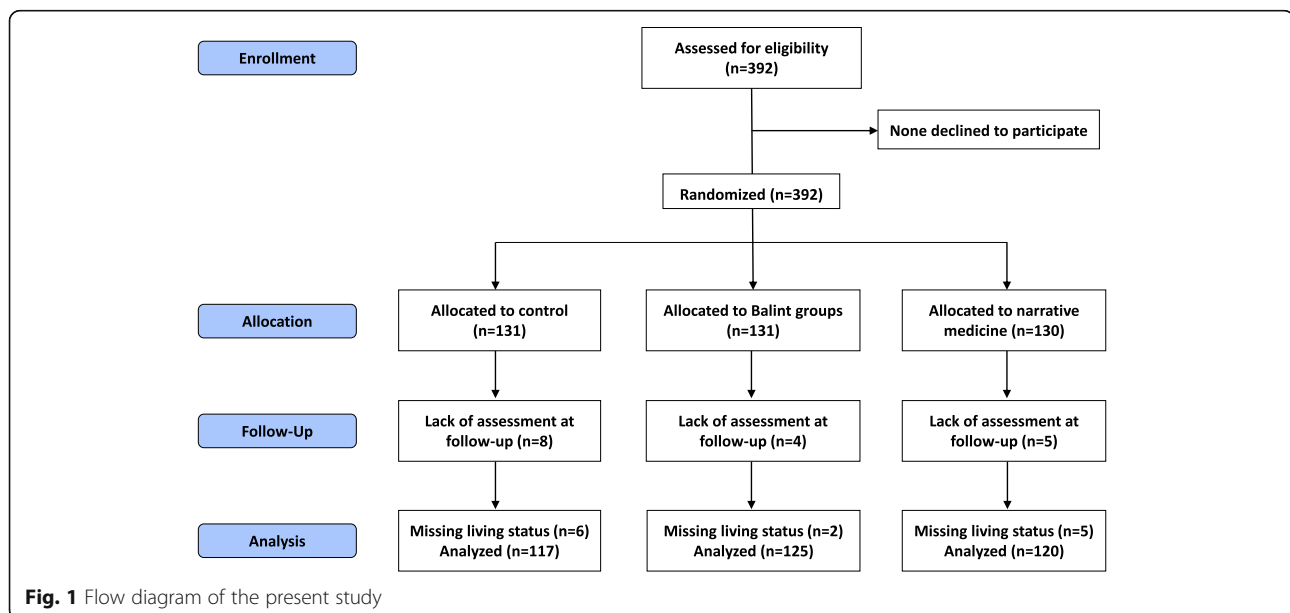 Enrollment
Assessed for eligibility
(n=392)
None declined to participate
Randomized (n=392)
Allocation
Allocated to control
(n=131)
Allocated to Balint groups
(n=131)
Allocated to narrative
medicine (n=130)
Follow-Up
Lack of assessment at
follow-up (n=8)
Lack of assessment at
follow-up (n=4)
Lack of assessment at
follow-up (n=5)
Analysis
Missing living status (n=6)
Analyzed (n=117)
Missing living status (n=2)
Analyzed (n=125)
Missing living status (n=5)
Analyzed (n=120)
Fig. 1 Flow diagram of the present study